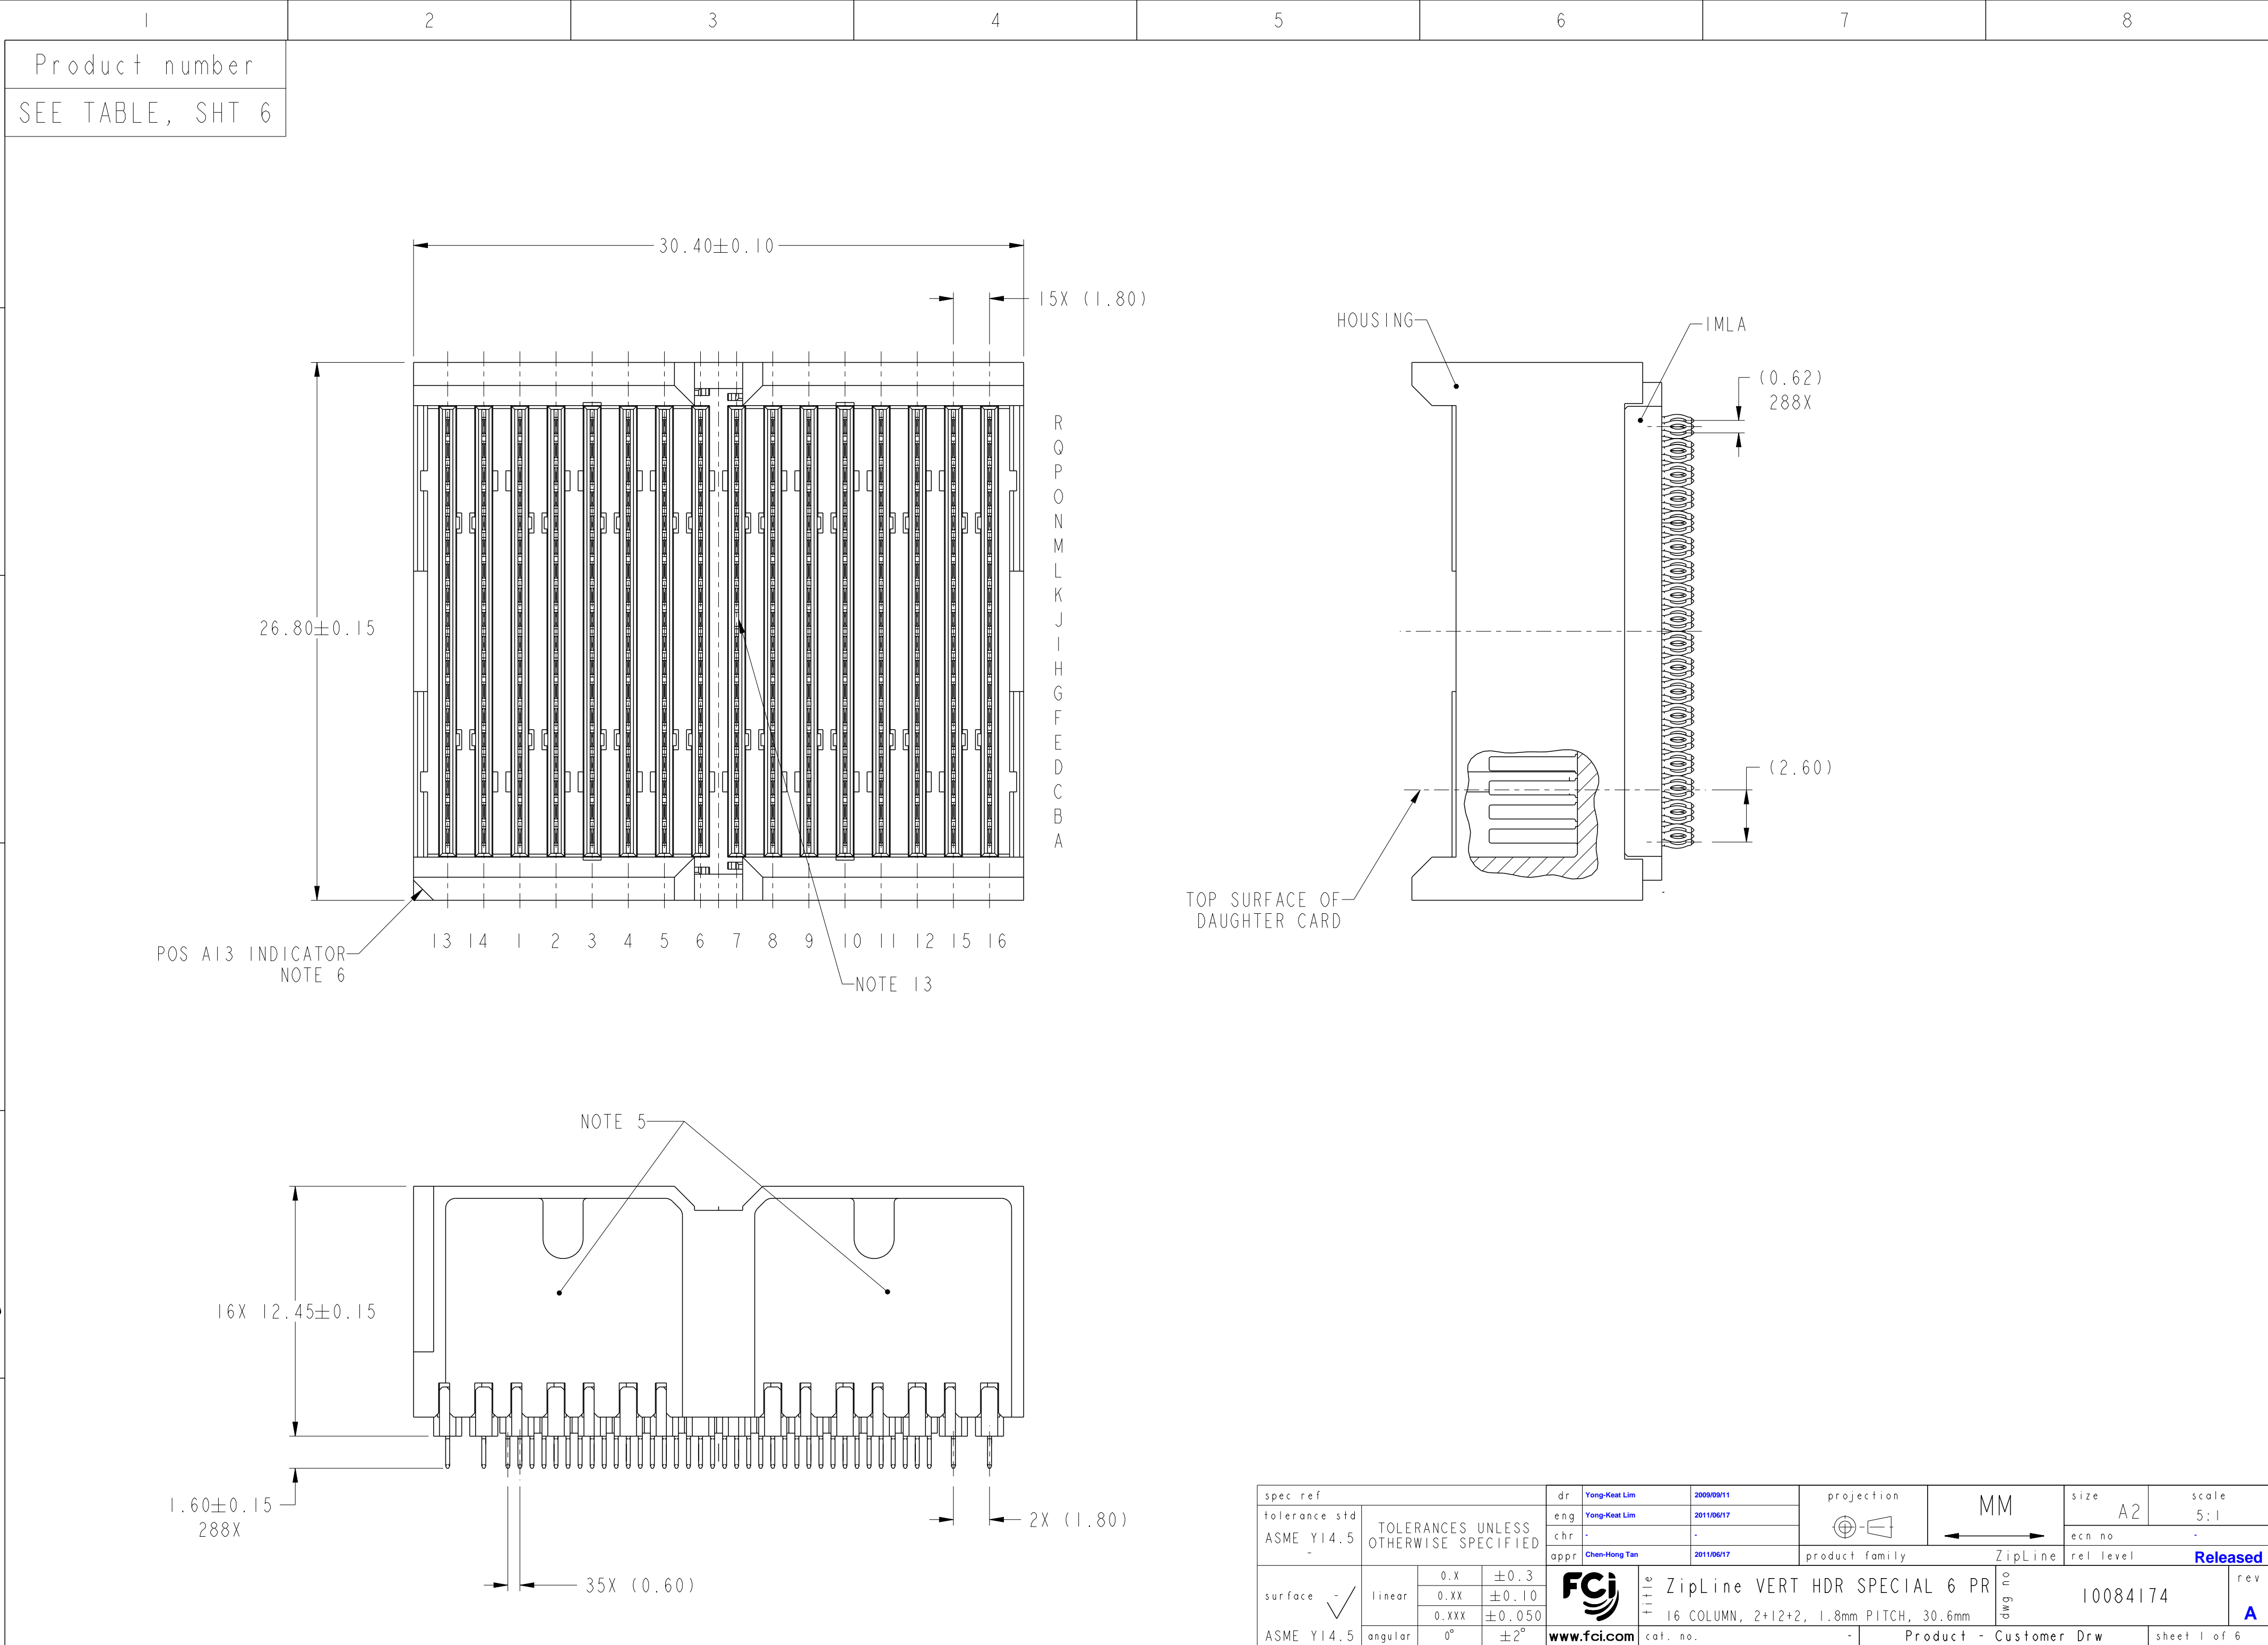 1 2 3 4 5 6 7 8
Product number
SEE TABLE, SHT 6
30.40±0.10
15X (1.80)
HOUSING
IMLA
(0.62)
288X
R
Q
P
O
N
M
L
K
J
I
H
G
F
E
D
C
B
A
26.80±0.15
(2.60)
TOP SURFACE OF
DAUGHTER CARD
13 14 1 2 3 4 5 6 7 8 9 10 11 12 15 16
POS A13 INDICATOR
NOTE 6
NOTE 13
NOTE 5
16X 12.45±0.15
1.60±0.15
288X
2X (1.80)
35X (0.60)
spec ref
tolerance std
ASME Y14.5
-
TOLERANCES UNLESS
OTHERWISE SPECIFIED
dr Yong-Keat Lim 2009/09/11
eng Yong-Keat Lim 2011/06/17
chr - -
appr Chen-Hong Tan 2011/06/17
projection
MM
size A2
scale 5:1
ecn no -
product family ZipLine
rel level Released
surface -
ASME Y14.5
linear
0.X ±0.3
0.XX ±0.10
0.XXX ±0.050
angular 0° ±2°
FCi
www.fci.com
title
ZipLine VERT HDR SPECIAL 6 PR
16 COLUMN, 2+12+2, 1.8mm PITCH, 30.6mm
dwg no
10084174
rev
A
cat. no. -
Product - Customer Drw
sheet 1 of 6